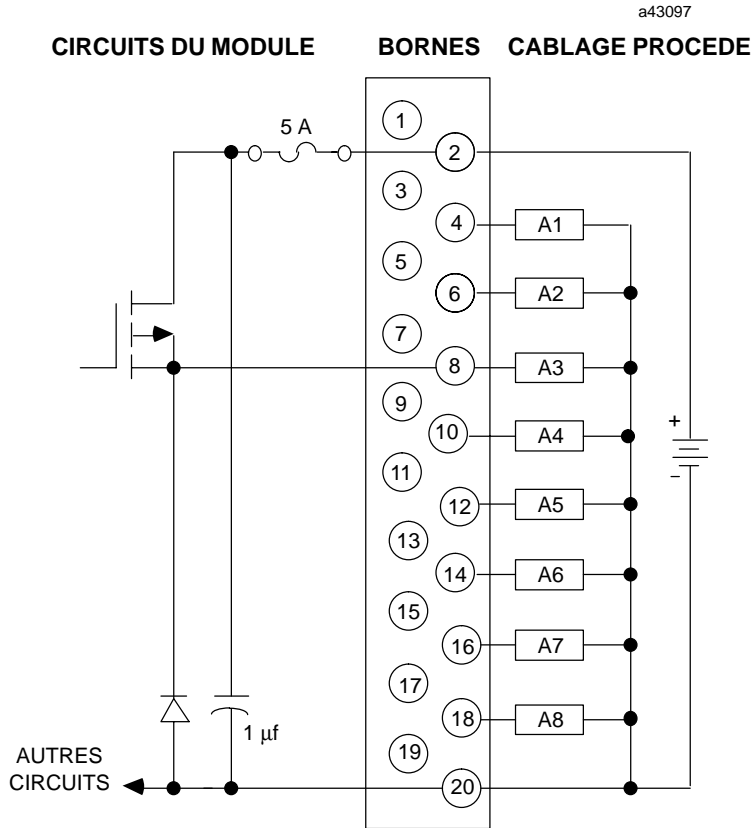 a43097
CIRCUITS DU MODULE BORNES CABLAGE PROCEDE
1
5 A
2
3
4 A1
5
6 A2
7
8 A3
9
10 A4
+
11
−
12 A5
13
14 A6
15
16 A7
17
18 A8
1 µf
19
AUTRES
CIRCUITS
20